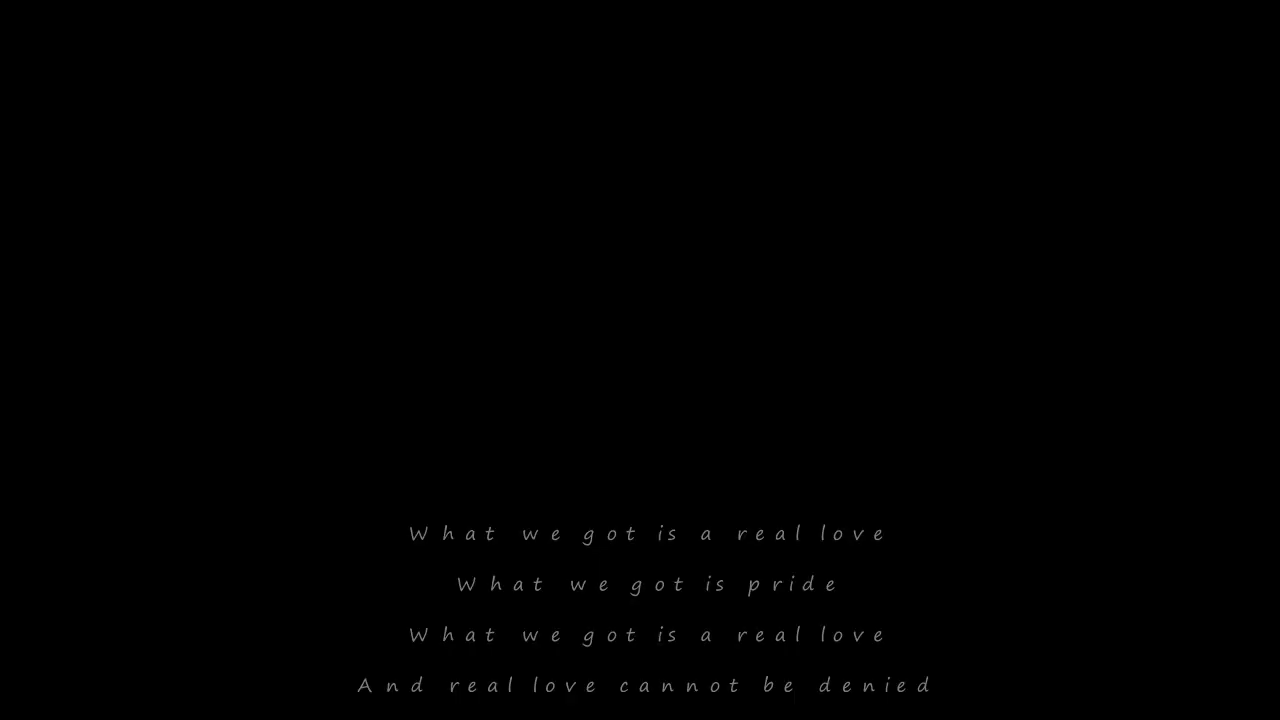 What we got is a real love
What we got is pride
What we got is a real love
And real love cannot be denied